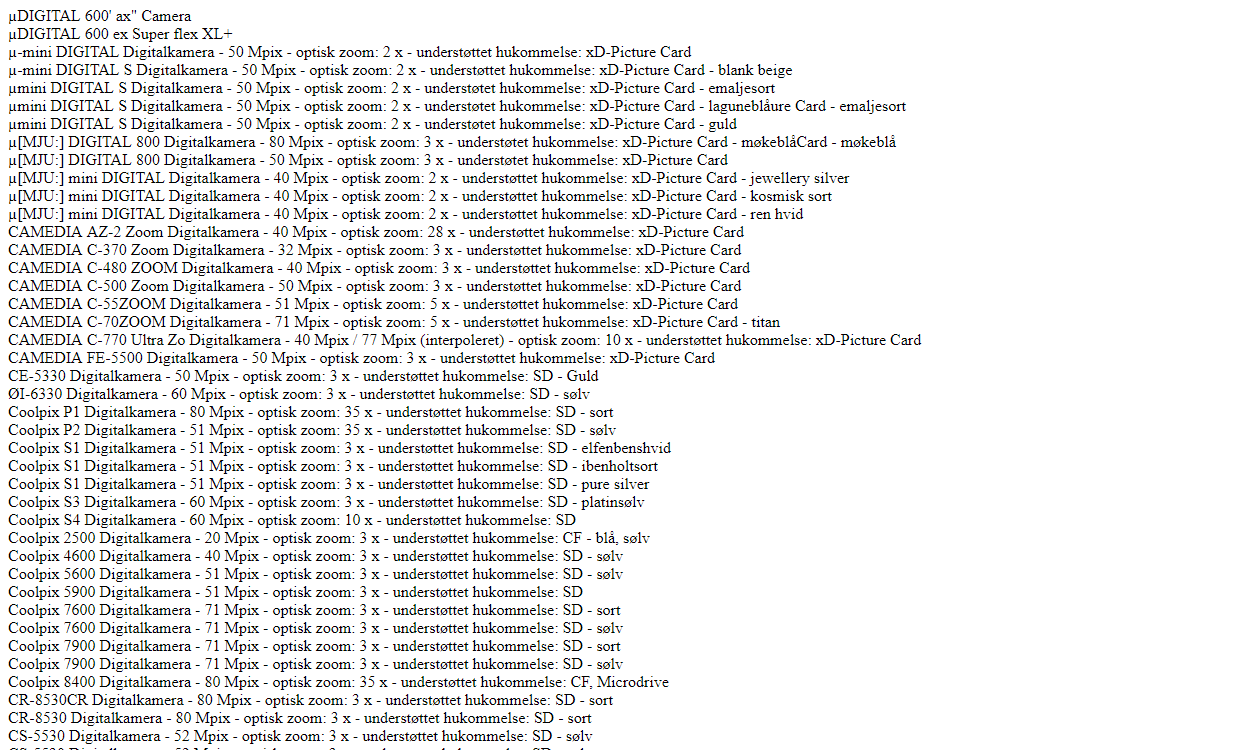 µDIGITAL 600' ax" Camera
µDIGITAL 600 ex Super flex XL+
µ-mini DIGITAL Digitalkamera - 50 Mpix - optisk zoom: 2 x - understøttet hukommelse: xD-Picture Card
µ-mini DIGITAL S Digitalkamera - 50 Mpix - optisk zoom: 2 x - understøttet hukommelse: xD-Picture Card - blank beige
µmini DIGITAL S Digitalkamera - 50 Mpix - optisk zoom: 2 x - understøtet hukommelse: xD-Picture Card - emaljesort
µmini DIGITAL S Digitalkamera - 50 Mpix - optisk zoom: 2 x - understøtet hukommelse: xD-Picture Card - laguneblåure Card - emaljesort
µmini DIGITAL S Digitalkamera - 50 Mpix - optisk zoom: 2 x - understøtet hukommelse: xD-Picture Card - guld
µ[MJU:] DIGITAL 800 Digitalkamera - 80 Mpix - optisk zoom: 3 x - understøtet hukommelse: xD-Picture Card - møkeblåCard - møkeblå
µ[MJU:] DIGITAL 800 Digitalkamera - 50 Mpix - optisk zoom: 3 x - understøttet hukommelse: xD-Picture Card
µ[MJU:] mini DIGITAL Digitalkamera - 40 Mpix - optisk zoom: 2 x - understøttet hukommelse: xD-Picture Card - jewellery silver
µ[MJU:] mini DIGITAL Digitalkamera - 40 Mpix - optisk zoom: 2 x - understøttet hukommelse: xD-Picture Card - kosmisk sort
µ[MJU:] mini DIGITAL Digitalkamera - 40 Mpix - optisk zoom: 2 x - understøttet hukommelse: xD-Picture Card - ren hvid
CAMEDIA AZ-2 Zoom Digitalkamera - 40 Mpix - optisk zoom: 28 x - understøttet hukommelse: xD-Picture Card
CAMEDIA C-370 Zoom Digitalkamera - 32 Mpix - optisk zoom: 3 x - understøttet hukommelse: xD-Picture Card
CAMEDIA C-480 ZOOM Digitalkamera - 40 Mpix - optisk zoom: 3 x - understøttet hukommelse: xD-Picture Card
CAMEDIA C-500 Zoom Digitalkamera - 50 Mpix - optisk zoom: 3 x - understøttet hukommelse: xD-Picture Card
CAMEDIA C-55ZOOM Digitalkamera - 51 Mpix - optisk zoom: 5 x - understøttet hukommelse: xD-Picture Card
CAMEDIA C-70ZOOM Digitalkamera - 71 Mpix - optisk zoom: 5 x - understøttet hukommelse: xD-Picture Card - titan
CAMEDIA C-770 Ultra Zo Digitalkamera - 40 Mpix / 77 Mpix (interpoleret) - optisk zoom: 10 x - understøttet hukommelse: xD-Picture Card
CAMEDIA FE-5500 Digitalkamera - 50 Mpix - optisk zoom: 3 x - understøttet hukommelse: xD-Picture Card
CE-5330 Digitalkamera - 50 Mpix - optisk zoom: 3 x - understøttet hukommelse: SD - Guld
ØI-6330 Digitalkamera - 60 Mpix - optisk zoom: 3 x - understøttet hukommelse: SD - sølv
Coolpix P1 Digitalkamera - 80 Mpix - optisk zoom: 35 x - understøttet hukommelse: SD - sort
Coolpix P2 Digitalkamera - 51 Mpix - optisk zoom: 35 x - understøttet hukommelse: SD - sølv
Coolpix S1 Digitalkamera - 51 Mpix - optisk zoom: 3 x - understøttet hukommelse: SD - elfenbenshvid
Coolpix S1 Digitalkamera - 51 Mpix - optisk zoom: 3 x - understøttet hukommelse: SD - ibenholtsort
Coolpix S1 Digitalkamera - 51 Mpix - optisk zoom: 3 x - understøttet hukommelse: SD - pure silver
Coolpix S3 Digitalkamera - 60 Mpix - optisk zoom: 3 x - understøttet hukommelse: SD - platinsølv
Coolpix S4 Digitalkamera - 60 Mpix - optisk zoom: 10 x - understøttet hukommelse: SD
Coolpix 2500 Digitalkamera - 20 Mpix - optisk zoom: 3 x - understøttet hukommelse: CF - blå, sølv
Coolpix 4600 Digitalkamera - 40 Mpix - optisk zoom: 3 x - understøttet hukommelse: SD - sølv
Coolpix 5600 Digitalkamera - 51 Mpix - optisk zoom: 3 x - understøttet hukommelse: SD - sølv
Coolpix 5900 Digitalkamera - 51 Mpix - optisk zoom: 3 x - understøttet hukommelse: SD
Coolpix 7600 Digitalkamera - 71 Mpix - optisk zoom: 3 x - understøttet hukommelse: SD - sort
Coolpix 7600 Digitalkamera - 71 Mpix - optisk zoom: 3 x - understøttet hukommelse: SD - sølv
Coolpix 7900 Digitalkamera - 71 Mpix - optisk zoom: 3 x - understøttet hukommelse: SD - sort
Coolpix 7900 Digitalkamera - 71 Mpix - optisk zoom: 3 x - understøttet hukommelse: SD - sølv
Coolpix 8400 Digitalkamera - 80 Mpix - optisk zoom: 35 x - understøttet hukommelse: CF, Microdrive
CR-8530CR Digitalkamera - 80 Mpix - optisk zoom: 3 x - understøttet hukommelse: SD - sort
CR-8530 Digitalkamera - 80 Mpix - optisk zoom: 3 x - understøttet hukommelse: SD - sort
CS-5530 Digitalkamera - 52 Mpix - optisk zoom: 3 x - understøttet hukommelse: SD - sølv